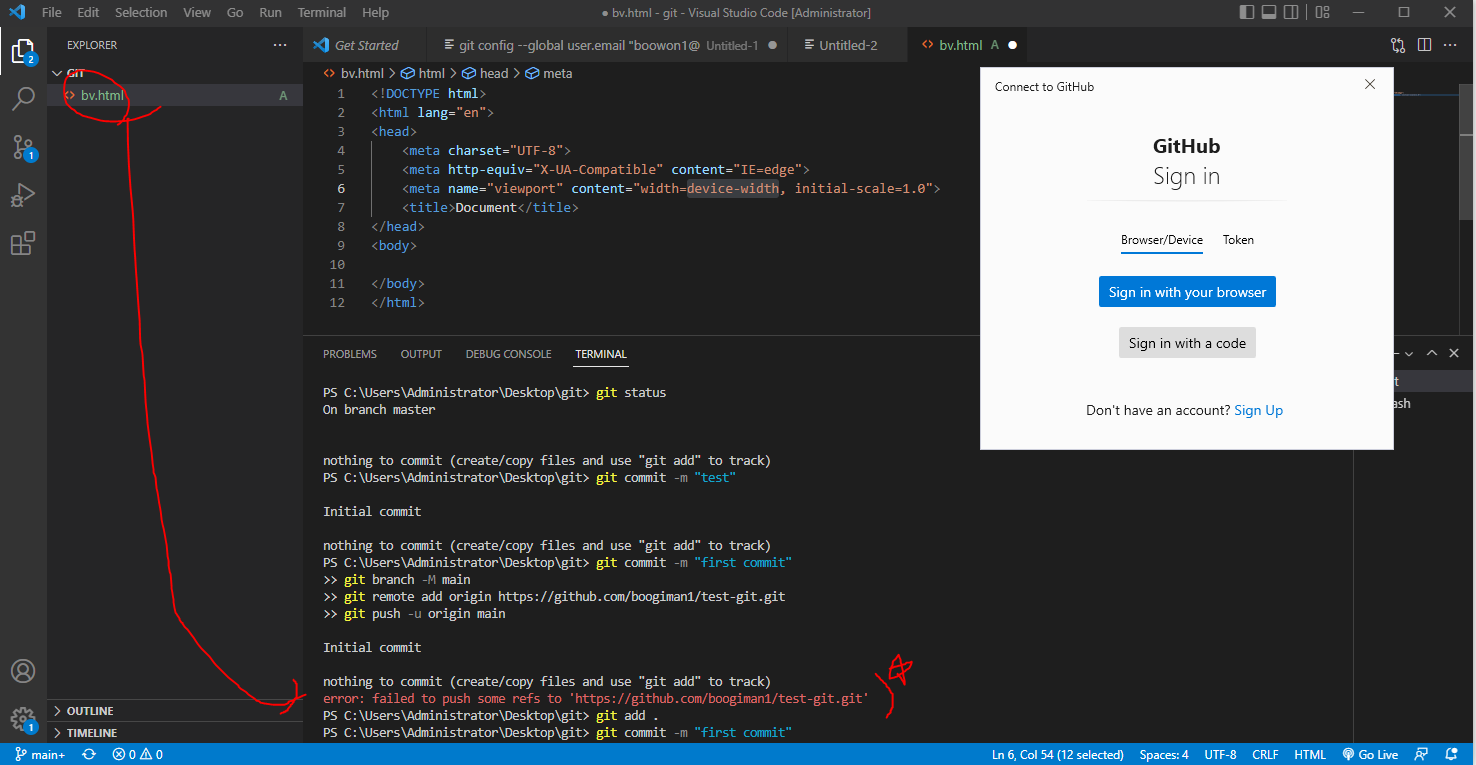 File Edit Selection View Go Run Terminal Help
● bv.html - git - Visual Studio Code [Administrator]
EXPLORER
Get Started
git config --global user.email "boowon1@ Untitled-1
Untitled-2
bv.html A
bv.html > html > head > meta
GIT
bv.html A
2
1
1
1 <!DOCTYPE html>
2 <html lang="en">
3 <head>
4 <meta charset="UTF-8">
5 <meta http-equiv="X-UA-Compatible" content="IE=edge">
6 <meta name="viewport" content="width=device-width, initial-scale=1.0">
7 <title>Document</title>
8 </head>
9 <body>
10
11 </body>
12 </html>
Connect to GitHub
GitHub
Sign in
Browser/Device Token
Sign in with your browser
Sign in with a code
Don't have an account? Sign Up
PROBLEMS OUTPUT DEBUG CONSOLE TERMINAL
PS C:\Users\Administrator\Desktop\git> git status
On branch master
nothing to commit (create/copy files and use "git add" to track)
PS C:\Users\Administrator\Desktop\git> git commit -m "test"
Initial commit
nothing to commit (create/copy files and use "git add" to track)
PS C:\Users\Administrator\Desktop\git> git commit -m "first commit"
>> git branch -M main
>> git remote add origin https://github.com/boogiman1/test-git.git
>> git push -u origin main
Initial commit
nothing to commit (create/copy files and use "git add" to track)
error: failed to push some refs to 'https://github.com/boogiman1/test-git.git'
PS C:\Users\Administrator\Desktop\git> git add .
PS C:\Users\Administrator\Desktop\git> git commit -m "first commit"
OUTLINE
TIMELINE
main+ 0 0
Ln 6, Col 54 (12 selected) Spaces: 4 UTF-8 CRLF HTML Go Live